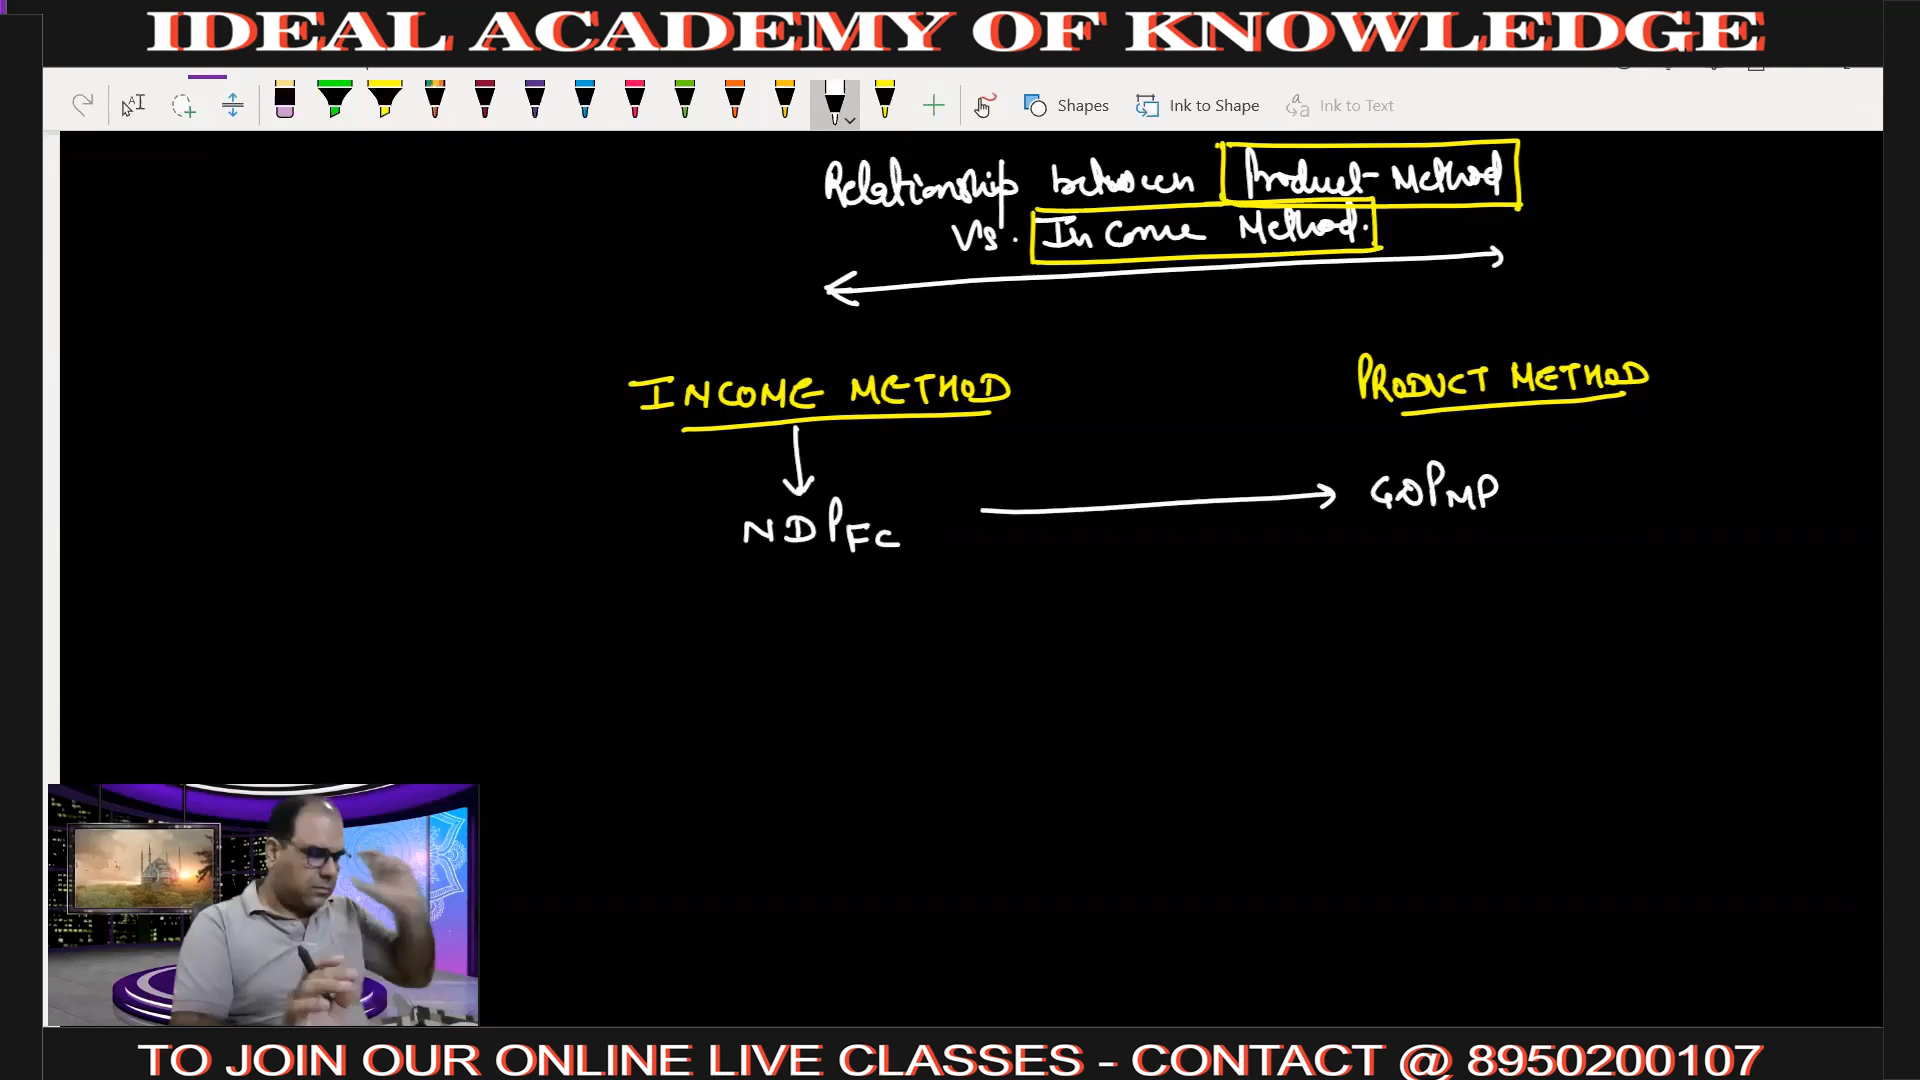 IDEAL ACADEMY OF KNOWLEDGE
Shapes Ink to Shape Ink to Text
Relationship between Product-Method
Vs. Income Method.
INCOME METHOD PRODUCT METHOD
NDPFC GDPMP
TO JOIN OUR ONLINE LIVE CLASSES - CONTACT @ 8950200107